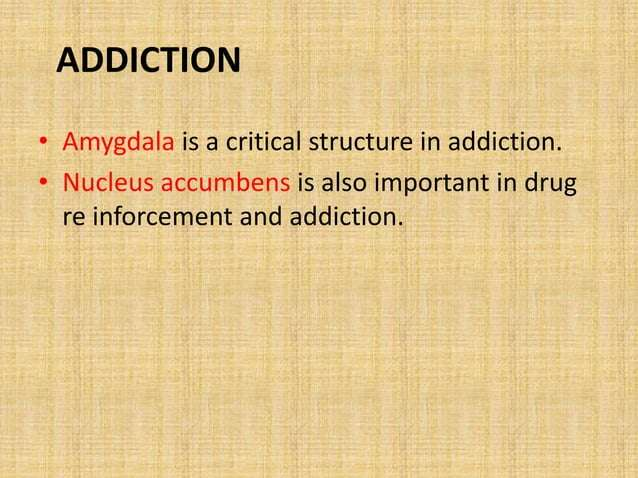 ADDICTION
• Amygdala is a critical structure in addiction.
• Nucleus accumbens is also important in drug
re inforcement and addiction.